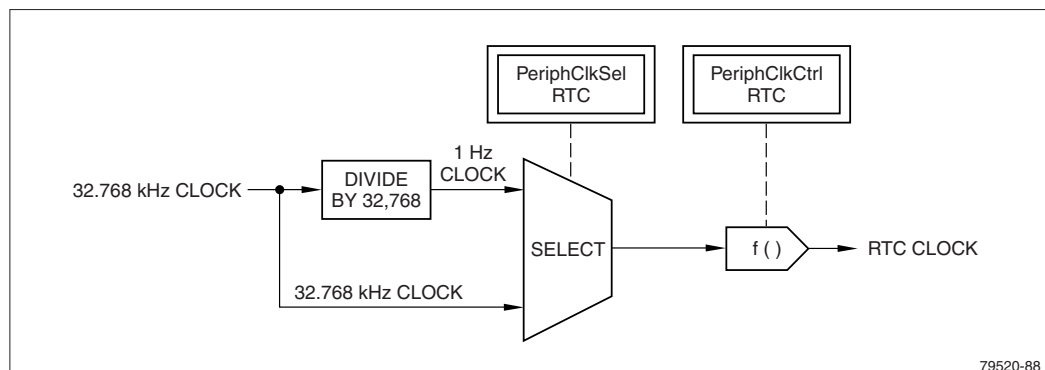 PeriphClkSel
RTC
PeriphClkCtrl
RTC
1 Hz
CLOCK
32.768 kHz CLOCK
DIVIDE
BY 32,768
SELECT
f ( )
RTC CLOCK
32.768 kHz CLOCK
79520-88